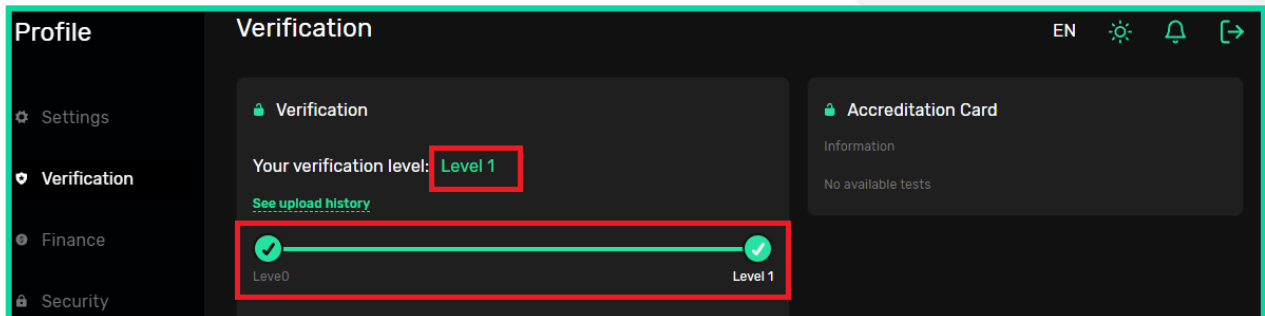 Profile
Settings
Verification
Finance
Security
Verification
EN
Verification
Your verification level: Level 1
See upload history
Leve0
Level 1
Accreditation Card
Information
No available tests